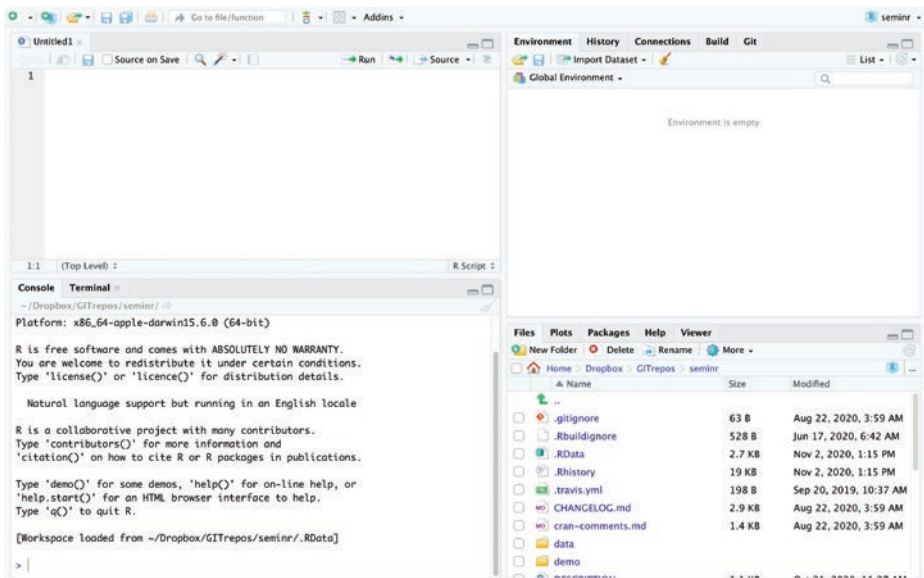 Go to file/function
Addins
seminr
Untitled1
Source on Save
Run
Source
1
1:1
(Top Level)
R Script
Console Terminal
~/Dropbox/GITrepos/seminr/
Platform: x86_64-apple-darwin15.6.0 (64-bit)
R is free software and comes with ABSOLUTELY NO WARRANTY.
You are welcome to redistribute it under certain conditions.
Type 'license()' or 'licence()' for distribution details.
Natural language support but running in an English locale
R is a collaborative project with many contributors.
Type 'contributors()' for more information and
'citation()' on how to cite R or R packages in publications.
Type 'demo()' for some demos, 'help()' for on-line help, or
'help.start()' for an HTML browser interface to help.
Type 'q()' to quit R.
[Workspace loaded from ~/Dropbox/GITrepos/seminr/.RData]
>
Environment History Connections Build Git
Import Dataset
List
Global Environment
Environment is empty
Files Plots Packages Help Viewer
New Folder Delete Rename More
Home Dropbox GITrepos seminr
Name Size Modified
..
.gitignore 63 B Aug 22, 2020, 3:59 AM
.Rbuildignore 528 B Jun 17, 2020, 6:42 AM
.RData 2.7 KB Nov 2, 2020, 1:15 PM
.Rhistory 19 KB Nov 2, 2020, 1:15 PM
.travis.yml 198 B Sep 20, 2019, 10:37 AM
CHANGELOG.md 2.9 KB Aug 22, 2020, 3:59 AM
cran-comments.md 1.4 KB Aug 22, 2020, 3:59 AM
data
demo